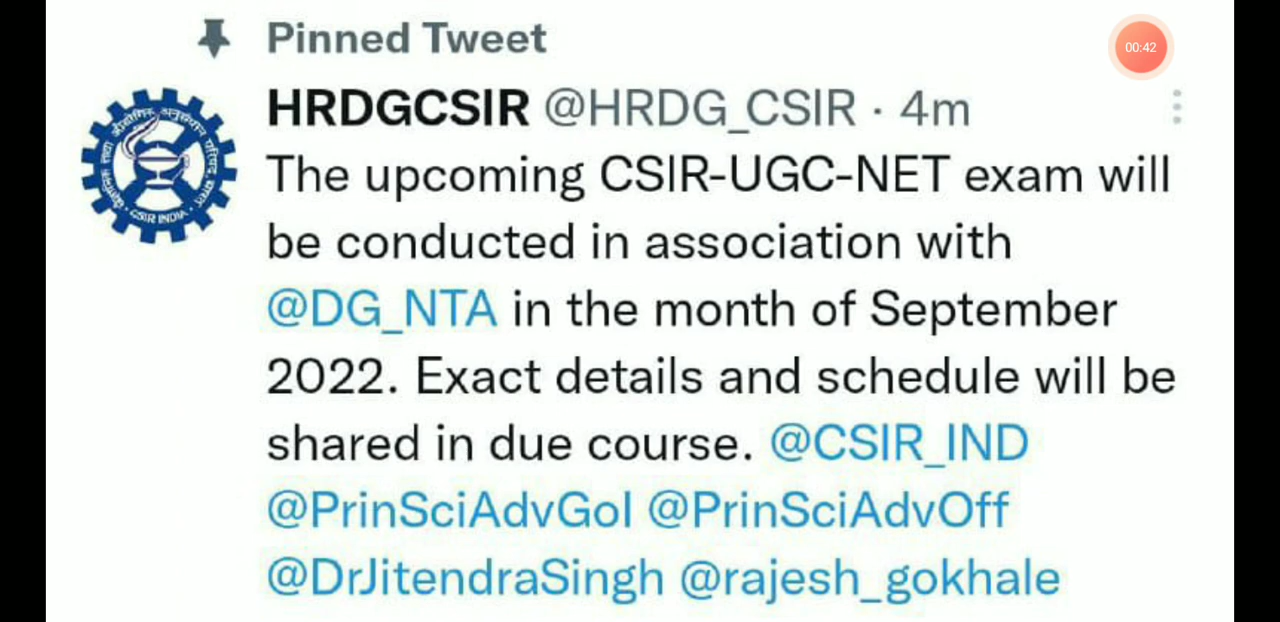 Pinned Tweet
00:42
HRDGCSIR @HRDG_CSIR · 4m
The upcoming CSIR-UGC-NET exam will
be conducted in association with
@DG_NTA in the month of September
2022. Exact details and schedule will be
shared in due course. @CSIR_IND
@PrinSciAdvGoI @PrinSciAdvOff
@DrJitendraSingh @rajesh_gokhale
CSIR INDIA